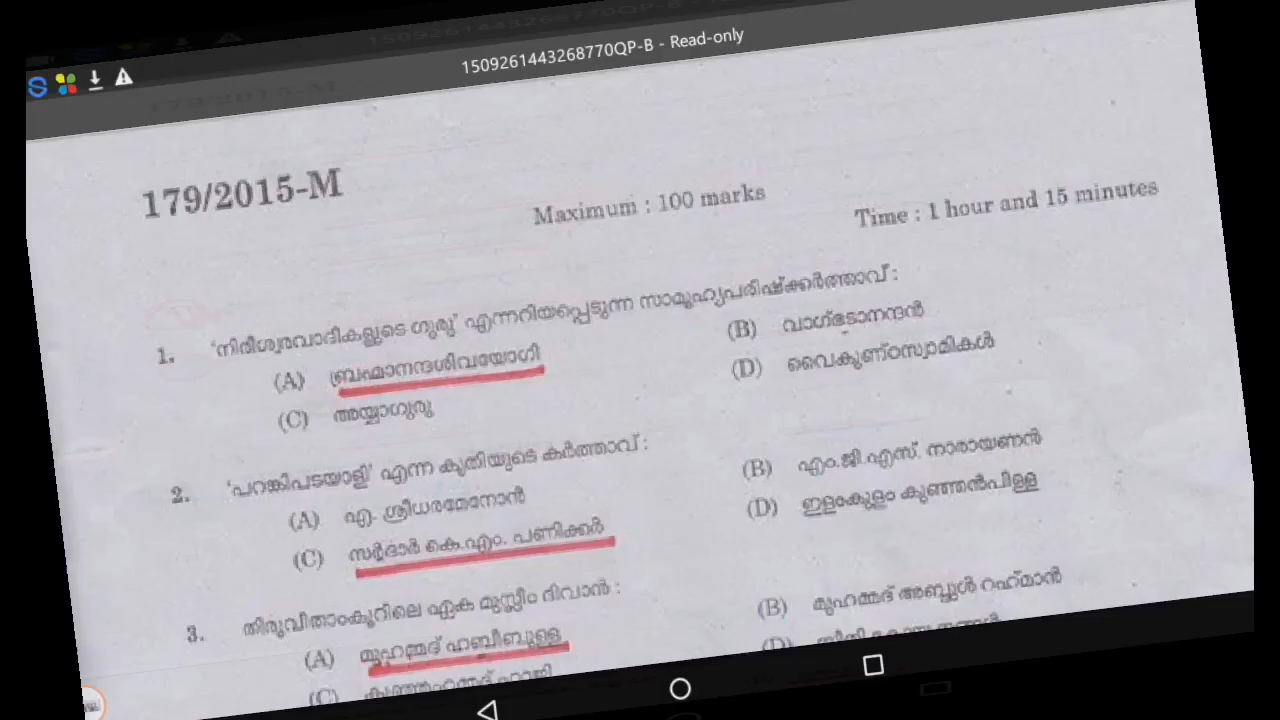 1509261443268770QP-B - Read-only
179/2015-M
Maximum : 100 marks
Time : 1 hour and 15 minutes
1. 'നിരീശ്വരവാദികളുടെ ഗുരു' എന്നറിയപ്പെടുന്ന സാമൂഹ്യപരിഷ്ക്കർത്താവ് :
(A) ബ്രഹ്മാനന്ദശിവയോഗി (B) വാഗ്ഭടാനന്ദൻ
(C) അയ്യാഗുരു (D) വൈകുണ്ഠസ്വാമികൾ
2. 'പറങ്കിപടയാളി' എന്ന കൃതിയുടെ കർത്താവ് :
(A) എ. ശ്രീധരമേനോൻ (B) എം.ജി.എസ്. നാരായണൻ
(C) സർദാർ കെ.എം. പണിക്കർ (D) ഇളംകുളം കുഞ്ഞൻപിള്ള
3. തിരുവിതാംകൂറിലെ ഏക മുസ്ലീം ദിവാൻ :
(A) മുഹമ്മദ് ഹബീബുള്ള (B) മുഹമ്മദ് അബ്ദുൾ റഹ്മാൻ
(C) (D)